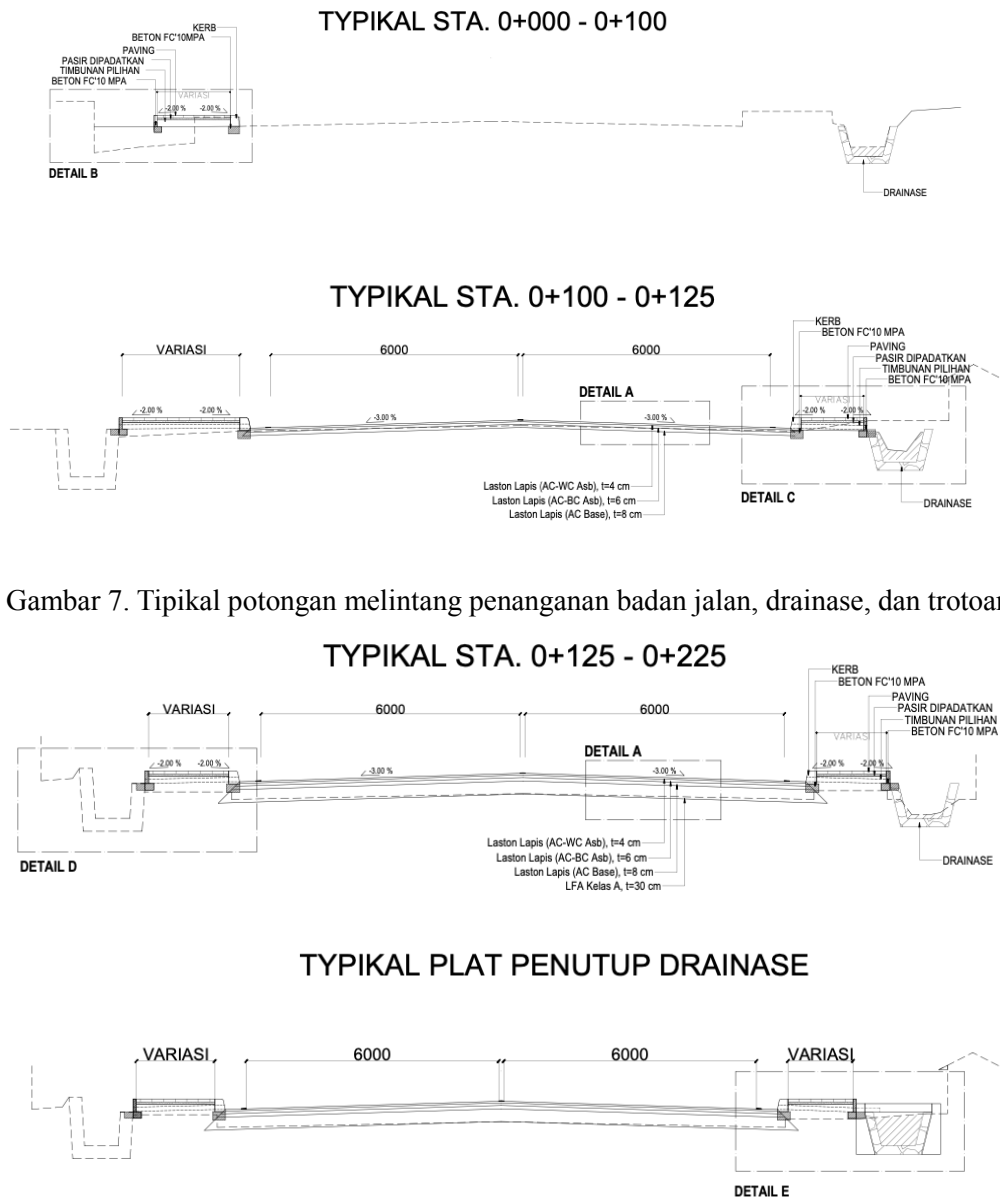 TYPIKAL STA. 0+000 - 0+100
KERB
BETON FC'10MPA
PAVING
PASIR DIPADATKAN
TIMBUNAN PILIHAN
BETON FC'10 MPA
VARIASI
-2.00 % -2.00 %
DETAIL B
DRAINASE
TYPIKAL STA. 0+100 - 0+125
KERB
BETON FC'10 MPA
PAVING
PASIR DIPADATKAN
TIMBUNAN PILIHAN
BETON FC'10 MPA
VARIASI 6000 6000
DETAIL A
VARIASI
-2.00 % -2.00 % -3.00 % -3.00 % -2.00 % -2.00 %
Laston Lapis (AC-WC Asb), t=4 cm
Laston Lapis (AC-BC Asb), t=6 cm
Laston Lapis (AC Base), t=8 cm
DETAIL C
DRAINASE
Gambar 7. Tipikal potongan melintang penanganan badan jalan, drainase, dan trotoar
TYPIKAL STA. 0+125 - 0+225
KERB
BETON FC'10 MPA
PAVING
PASIR DIPADATKAN
TIMBUNAN PILIHAN
BETON FC'10 MPA
VARIASI 6000 6000
VARIASI
DETAIL A
-2.00 % -2.00 % -3.00 % -3.00 % -2.00 % -2.00 %
Laston Lapis (AC-WC Asb), t=4 cm
Laston Lapis (AC-BC Asb), t=6 cm
Laston Lapis (AC Base), t=8 cm
LFA Kelas A, t=30 cm
DETAIL D
DRAINASE
TYPIKAL PLAT PENUTUP DRAINASE
VARIASI 6000 6000 VARIASI
DETAIL E